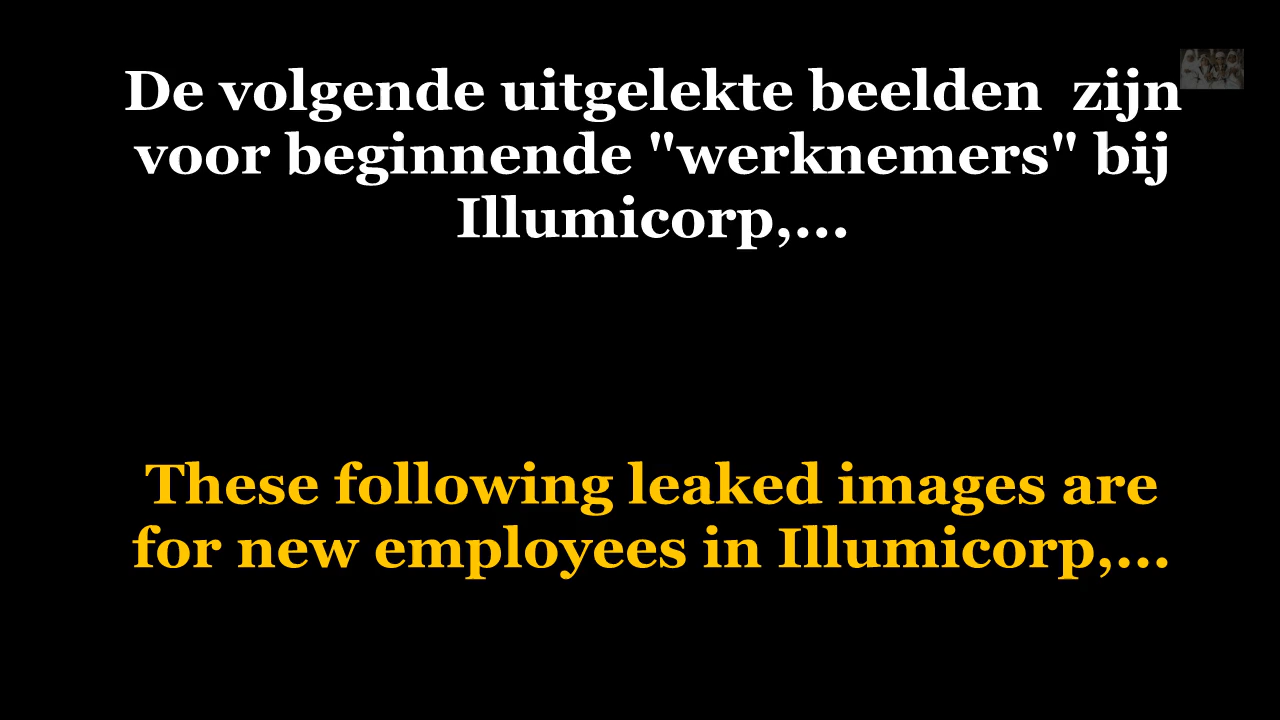 De volgende uitgelekte beelden  zijn
voor beginnende "werknemers" bij
Illumicorp,...
These following leaked images are
for new employees in Illumicorp,...